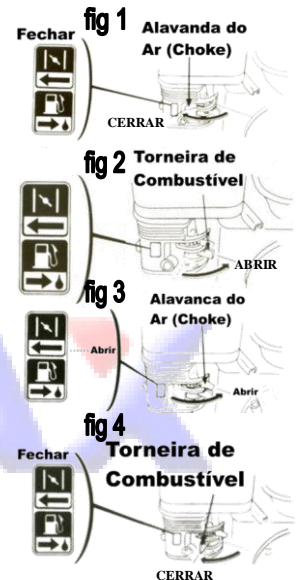 fig 1
Fechar
Alavanda do
Ar (Choke)
CERRAR
fig 2
Torneira de
Combustível
ABRIR
fig 3
Alavanca do
Ar (Choke)
Abrir
Abrir
fig 4
Fechar
Torneira de
Combustível
CERRAR